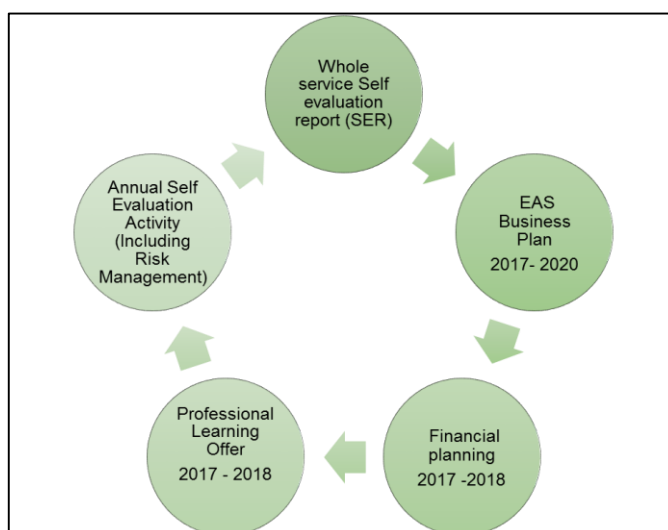 Whole
service Self
evaluation
report (SER)
EAS
Business
Plan
2017- 2020
Financial
planning
2017 -2018
Professional
Learning
Offer
2017 - 2018
Annual Self
Evaluation
Activity
(Including
Risk
Management)